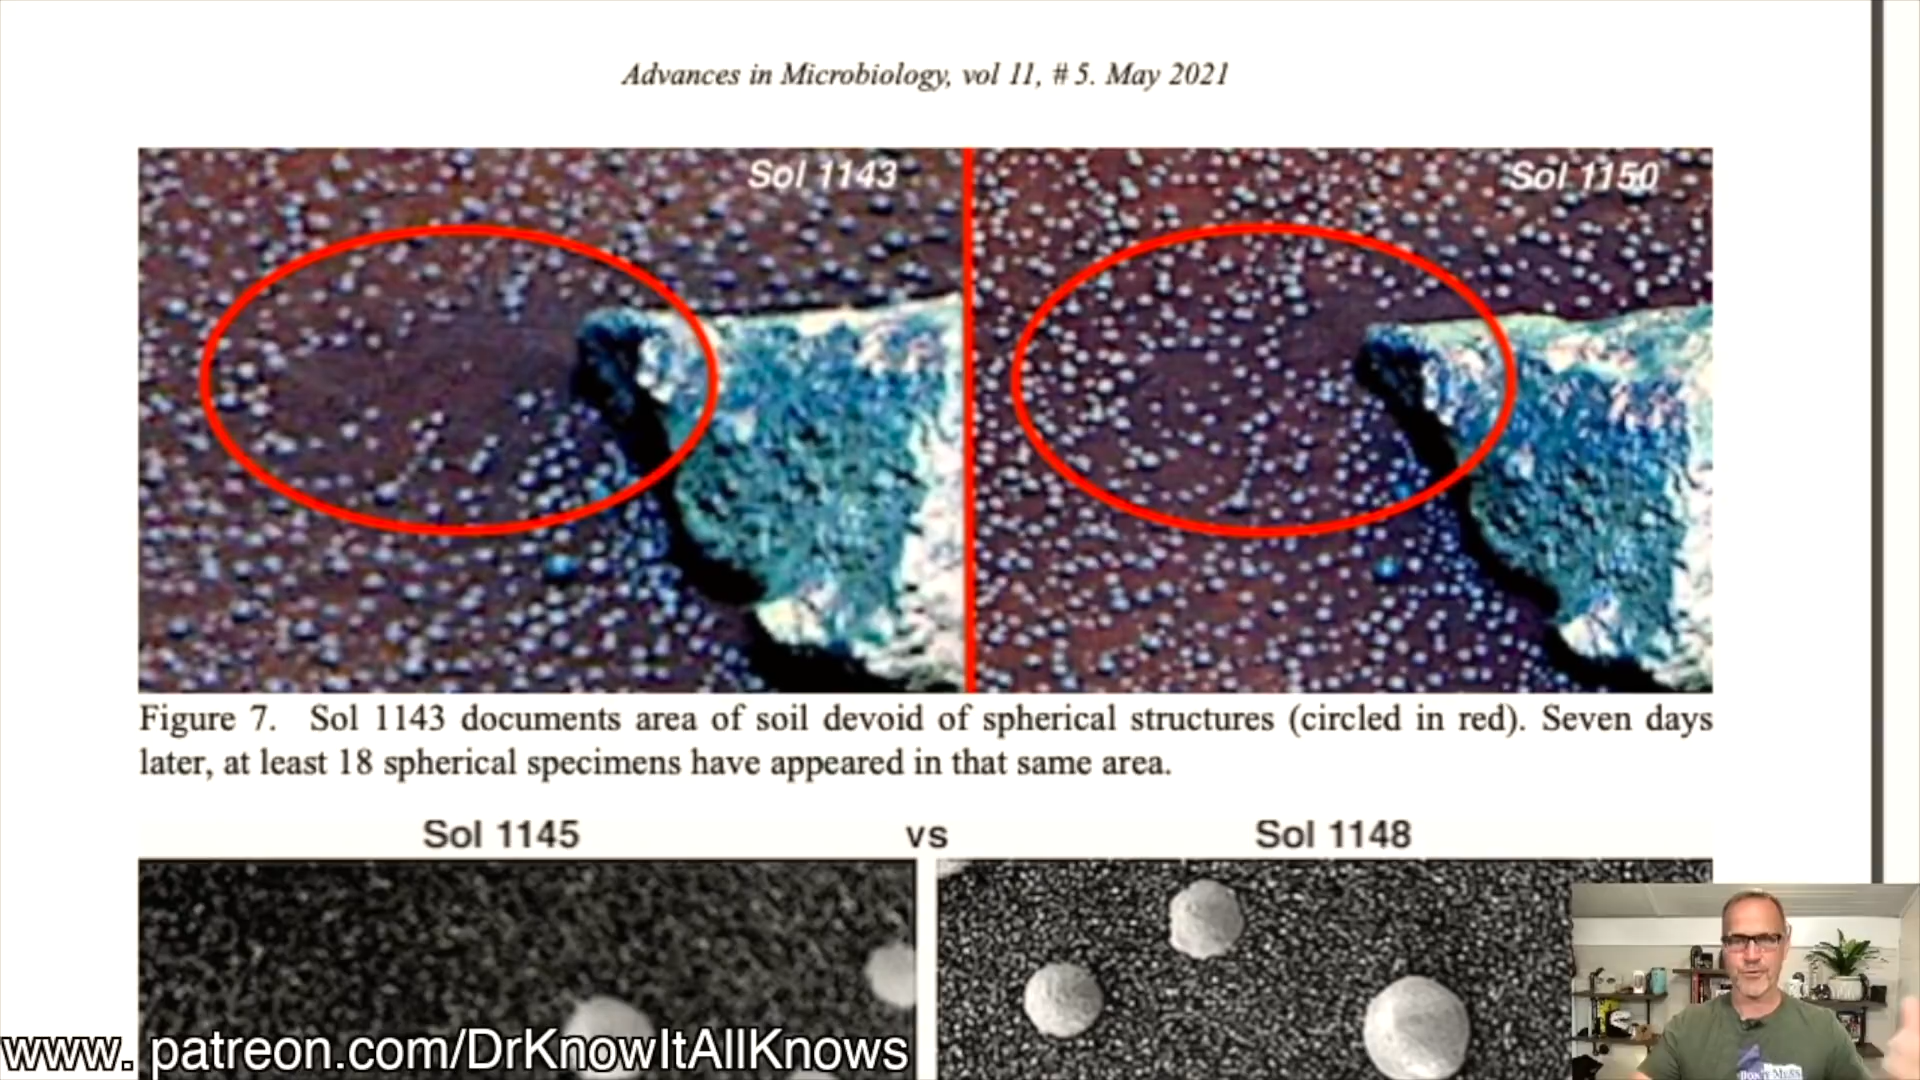 Advances in Microbiology, vol 11, # 5. May 2021
Sol 1143
Sol 1150
Figure 7. Sol 1143 documents area of soil devoid of spherical structures (circled in red). Seven days
later, at least 18 spherical specimens have appeared in that same area.
Sol 1145 vs Sol 1148
www. patreon.com/DrKnowItAllKnows
DON'T MESS